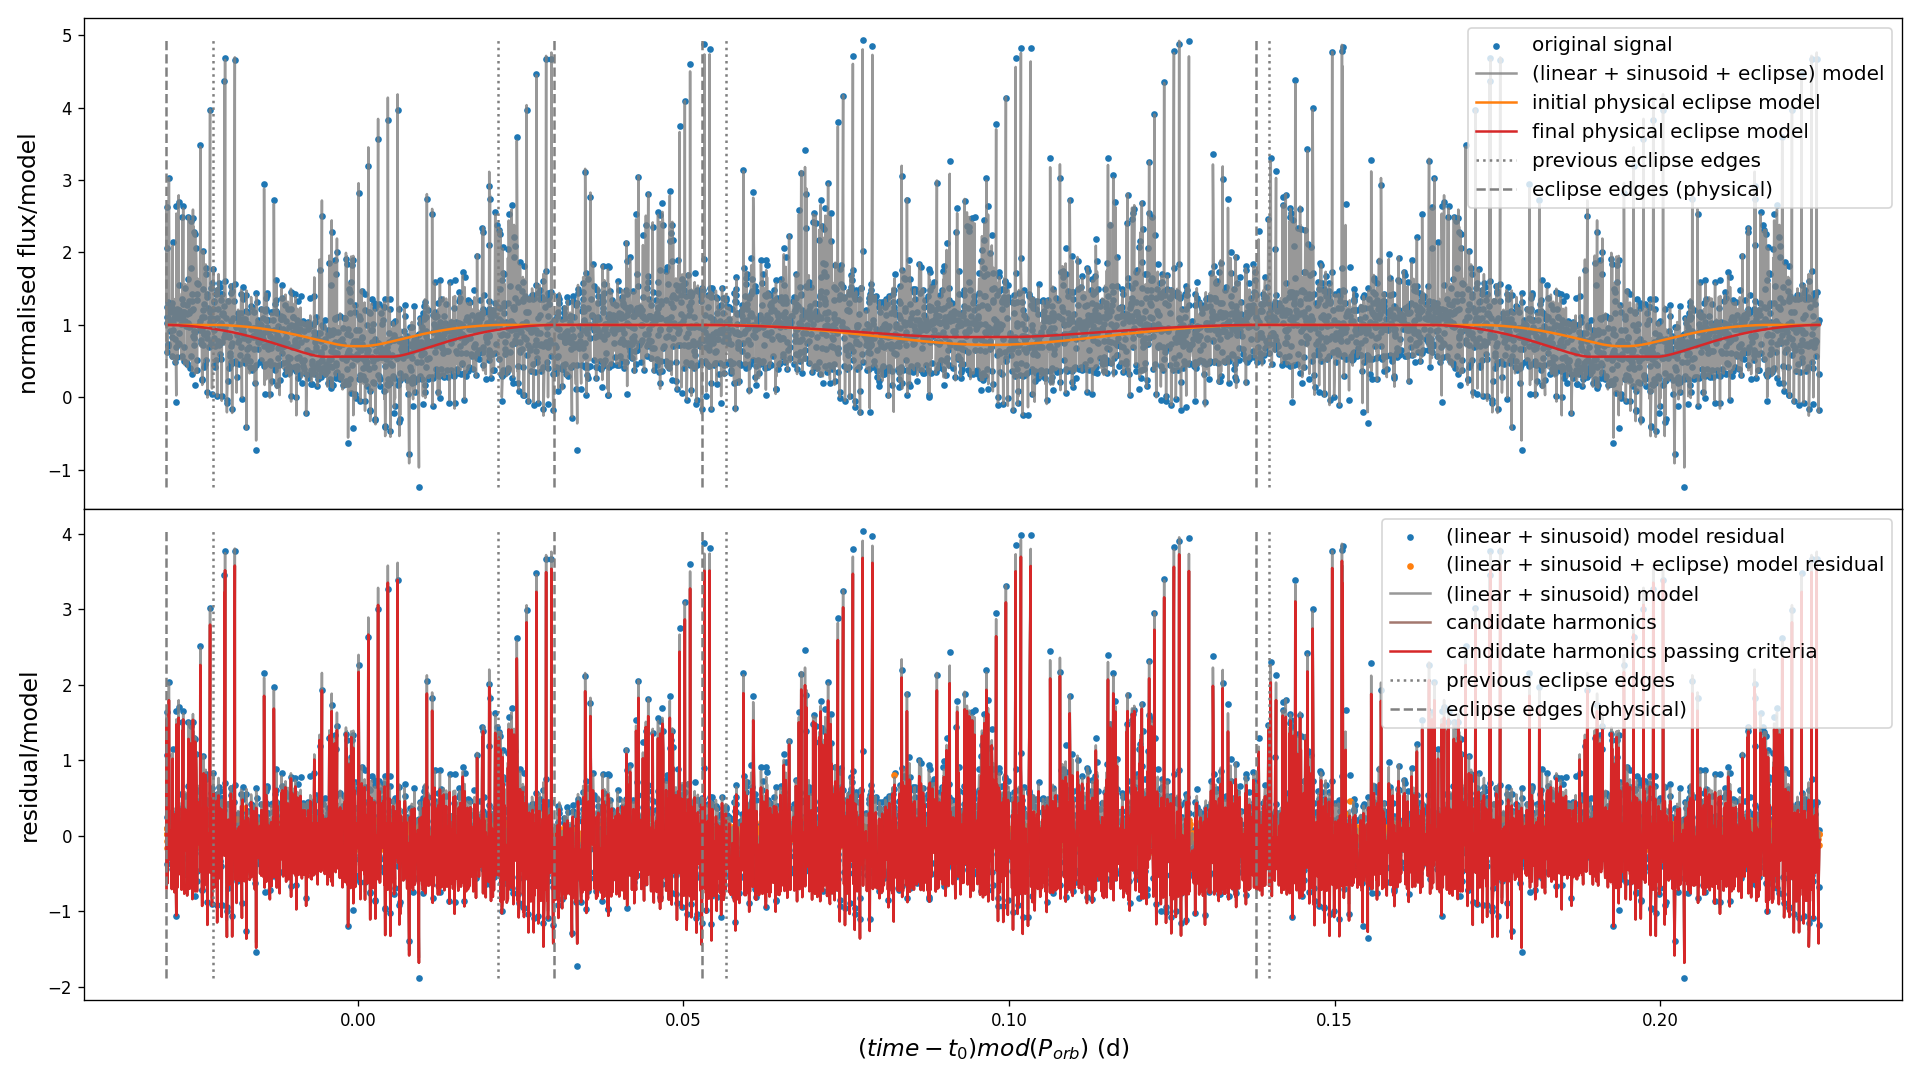 5
4
3
2
1
0
−1
normalised flux/model
original signal
(linear + sinusoid + eclipse) model
initial physical eclipse model
final physical eclipse model
previous eclipse edges
eclipse edges (physical)
4
3
2
1
0
−1
−2
residual/model
(linear + sinusoid) model residual
(linear + sinusoid + eclipse) model residual
(linear + sinusoid) model
candidate harmonics
candidate harmonics passing criteria
previous eclipse edges
eclipse edges (physical)
0.00 0.05 0.10 0.15 0.20
(time − t₀)mod(P_orb) (d)